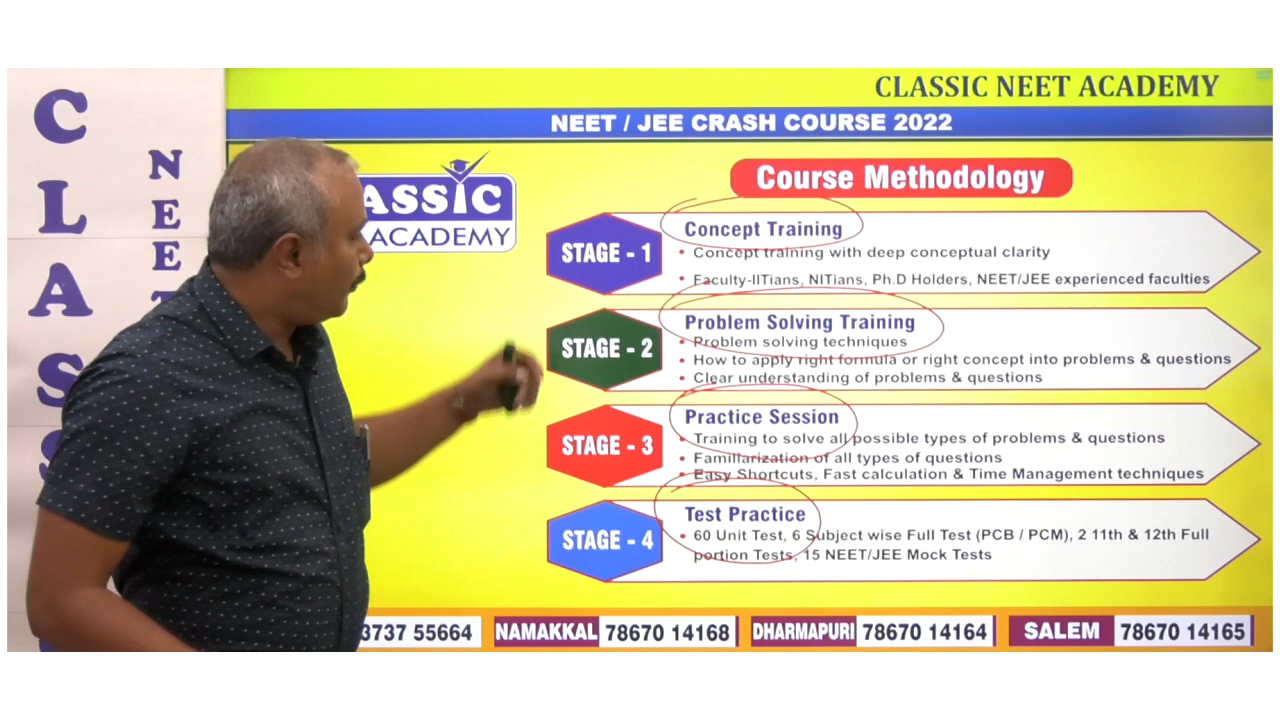 CLASSIC NEET ACADEMY
NEET / JEE CRASH COURSE 2022
CLASS
NEET
ASSIC
ACADEMY
Course Methodology
STAGE - 1
Concept Training
• Concept training with deep conceptual clarity
• Faculty-IITians, NITians, Ph.D Holders, NEET/JEE experienced faculties
STAGE - 2
Problem Solving Training
• Problem solving techniques
• How to apply right formula or right concept into problems & questions
• Clear understanding of problems & questions
STAGE - 3
Practice Session
• Training to solve all possible types of problems & questions
• Familiarization of all types of questions
• Easy Shortcuts, Fast calculation & Time Management techniques
STAGE - 4
Test Practice
• 60 Unit Test, 6 Subject wise Full Test (PCB / PCM), 2 11th & 12th Full
portion Tests, 15 NEET/JEE Mock Tests
3737 55664 NAMAKKAL 78670 14168 DHARMAPURI 78670 14164 SALEM 78670 14165